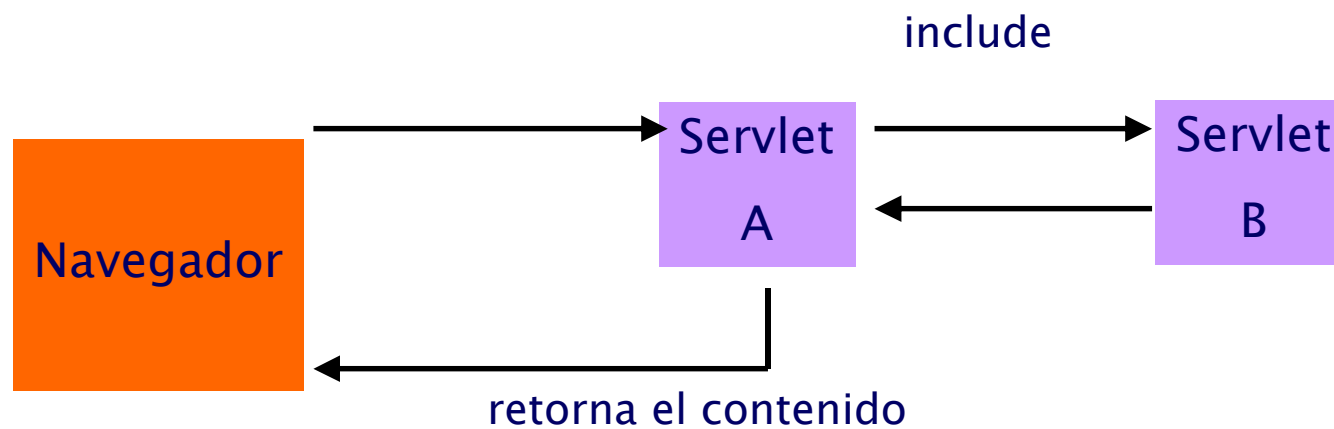 include
Servlet
A
Servlet
B
Navegador
retorna el contenido